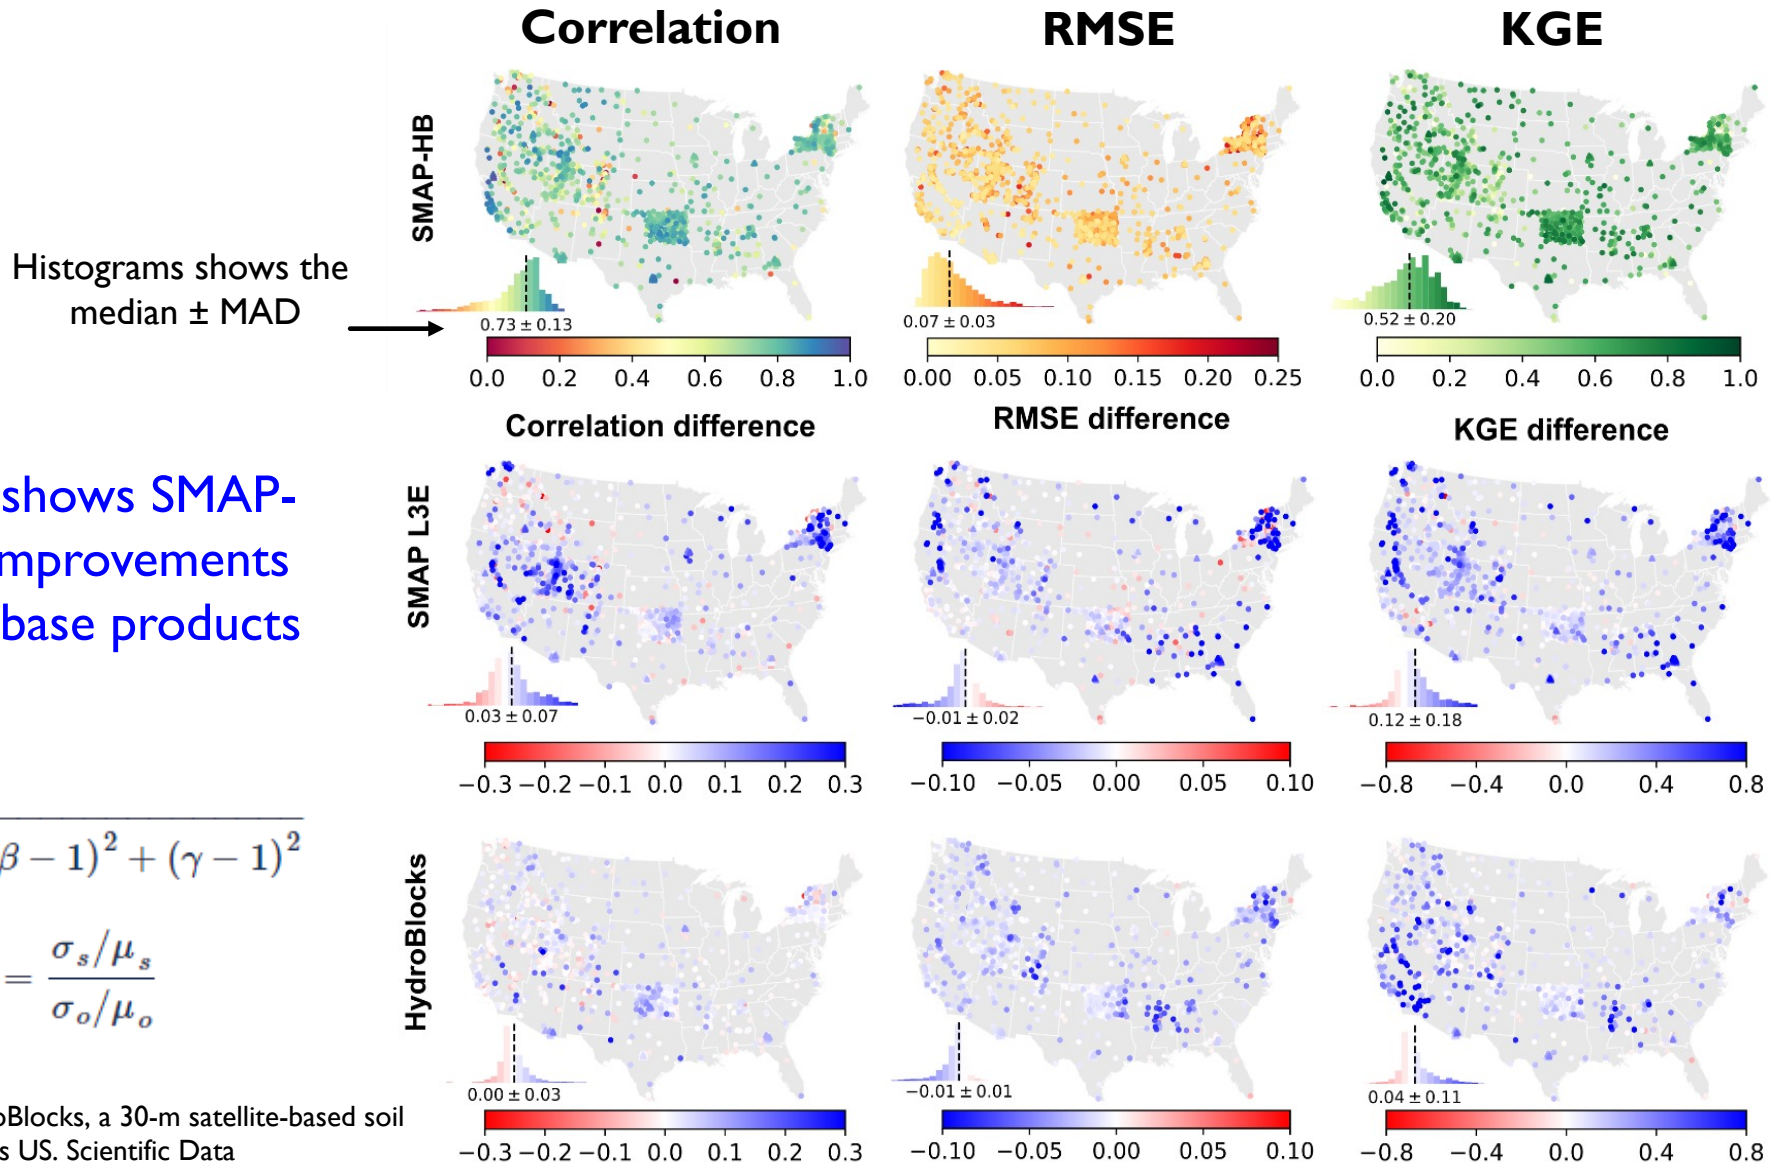 Correlation RMSE KGE
SMAP-HB
Histograms shows the
median ± MAD
0.73 ± 0.13
0.07 ± 0.03
0.52 ± 0.20
0.0 0.2 0.4 0.6 0.8 1.0
0.00 0.05 0.10 0.15 0.20 0.25
0.0 0.2 0.4 0.6 0.8 1.0
Correlation difference
RMSE difference
KGE difference
shows SMAP-
mprovements
base products
SMAP L3E
0.03 ± 0.07
−0.01 ± 0.02
0.12 ± 0.18
−0.3 −0.2 −0.1 0.0 0.1 0.2 0.3
−0.10 −0.05 0.00 0.05 0.10
−0.8 −0.4 0.0 0.4 0.8
β − 1)² + (γ − 1)²
= σs/μs
σo/μo
HydroBlocks
0.00 ± 0.03
−0.01 ± 0.01
0.04 ± 0.11
−0.3 −0.2 −0.1 0.0 0.1 0.2 0.3
−0.10 −0.05 0.00 0.05 0.10
−0.8 −0.4 0.0 0.4 0.8
oBlocks, a 30-m satellite-based soil
s US. Scientific Data